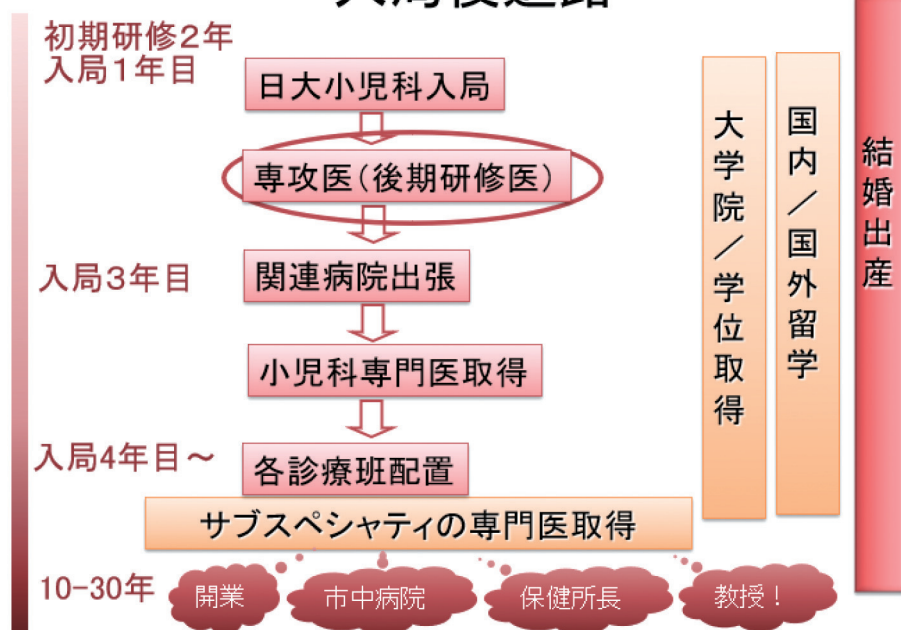 初期研修2年
入局1年目
日大小児科入局
専攻医(後期研修医)
入局3年目
関連病院出張
小児科専門医取得
入局4年目～
各診療班配置
サブスペシャティの専門医取得
10-30年
開業
市中病院
保健所長
教授！
大学院／学位取得
国内／国外留学
結婚出産